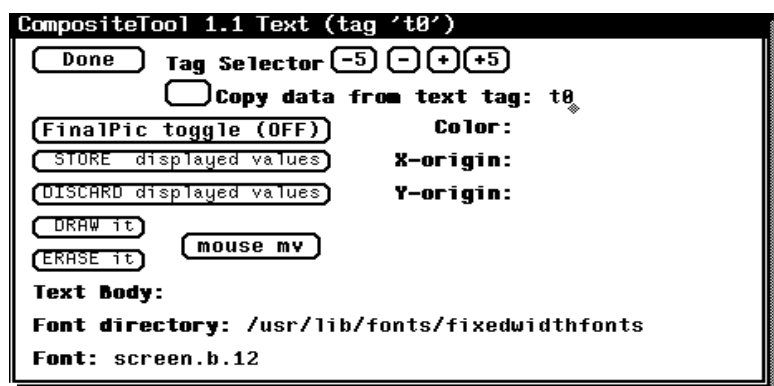 CompositeTool 1.1 Text (tag 't0')
Done Tag Selector -5 - + +5
Copy data from text tag: t0
FinalPic toggle (OFF) Color:
STORE displayed values X-origin:
DISCARD displayed values Y-origin:
DRAW it
mouse mv
ERASE it
Text Body:
Font directory: /usr/lib/fonts/fixedwidthfonts
Font: screen.b.12